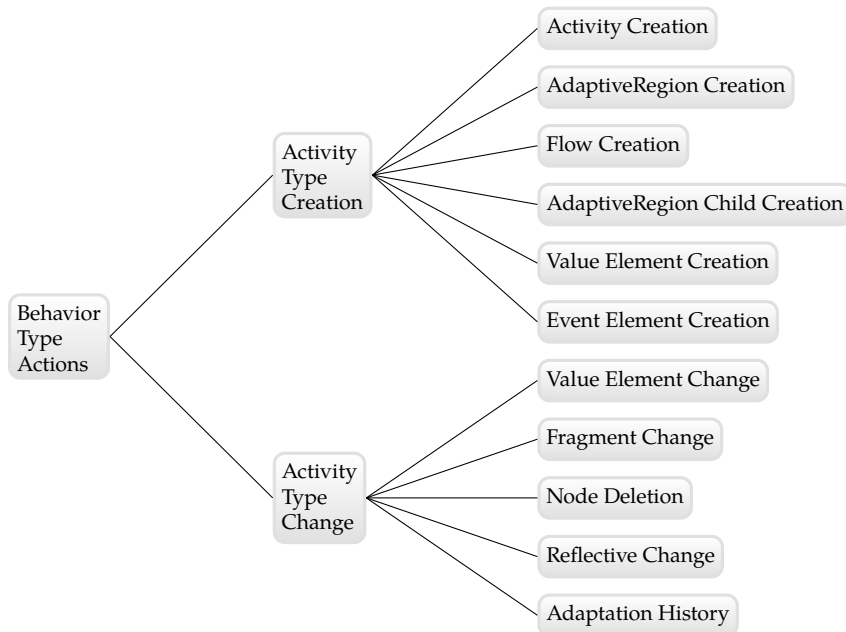 Behavior
Type
Actions
Activity
Type
Creation
Activity Creation
AdaptiveRegion Creation
Flow Creation
AdaptiveRegion Child Creation
Value Element Creation
Event Element Creation
Activity
Type
Change
Value Element Change
Fragment Change
Node Deletion
Reflective Change
Adaptation History